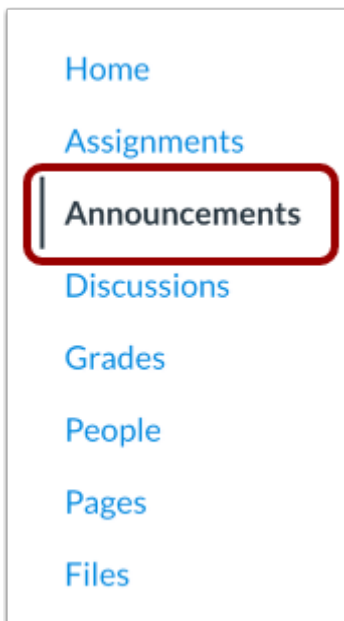 Home
Assignments
Announcements
Discussions
Grades
People
Pages
Files